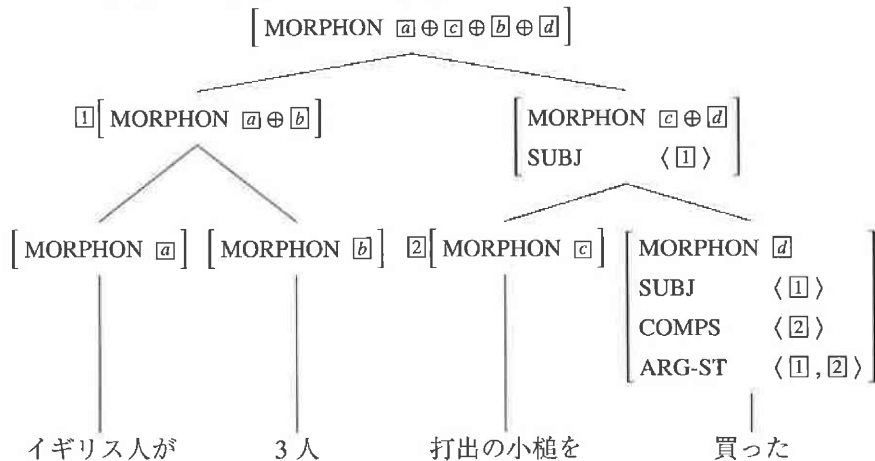 [ MORPHON [a] ⊕ [c] ⊕ [b] ⊕ [d] ]
[1] [ MORPHON [a] ⊕ [b] ]
[ MORPHON [c] ⊕ [d]
SUBJ ⟨ [1] ⟩ ]
[ MORPHON [a] ] [ MORPHON [b] ] [2] [ MORPHON [c] ] [ MORPHON [d]
SUBJ ⟨ [1] ⟩
COMPS ⟨ [2] ⟩
ARG-ST ⟨ [1] , [2] ⟩ ]
イギリス人が 3人 打出の小槌を 買った